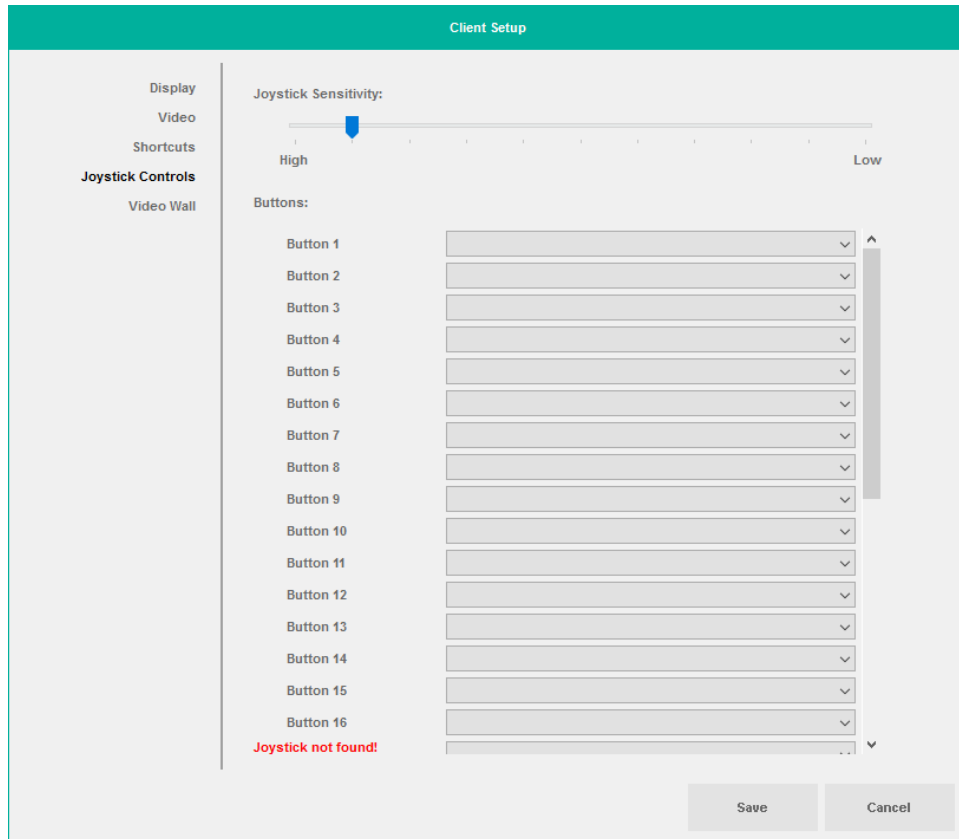 Client Setup
Display
Video
Shortcuts
Joystick Controls
Video Wall
Joystick Sensitivity:
High
Low
Buttons:
Button 1
Button 2
Button 3
Button 4
Button 5
Button 6
Button 7
Button 8
Button 9
Button 10
Button 11
Button 12
Button 13
Button 14
Button 15
Button 16
Joystick not found!
Save
Cancel